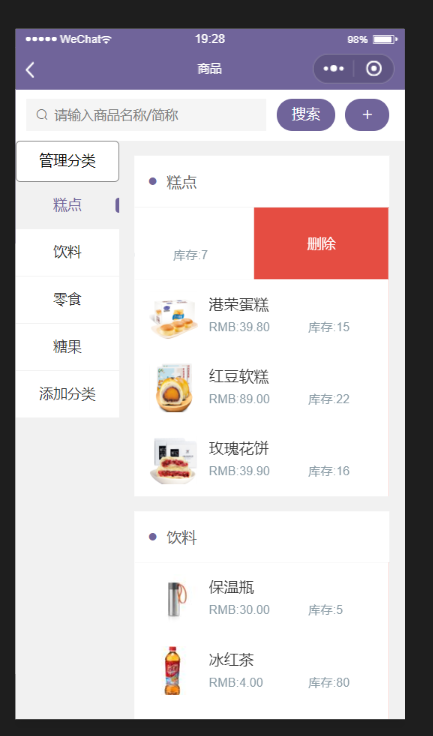 WeChat 19:28 98%
商品
请输入商品名称/简称 搜索 +
管理分类
糕点
饮料
零食
糖果
添加分类
糕点
库存:7 删除
港荣蛋糕
RMB:39.80 库存 15
红豆软糕
RMB:89.00 库存 22
玫瑰花饼
RMB:39.90 库存 16
饮料
保温瓶
RMB:30.00 库存:5
冰红茶
RMB:4.00 库存:80